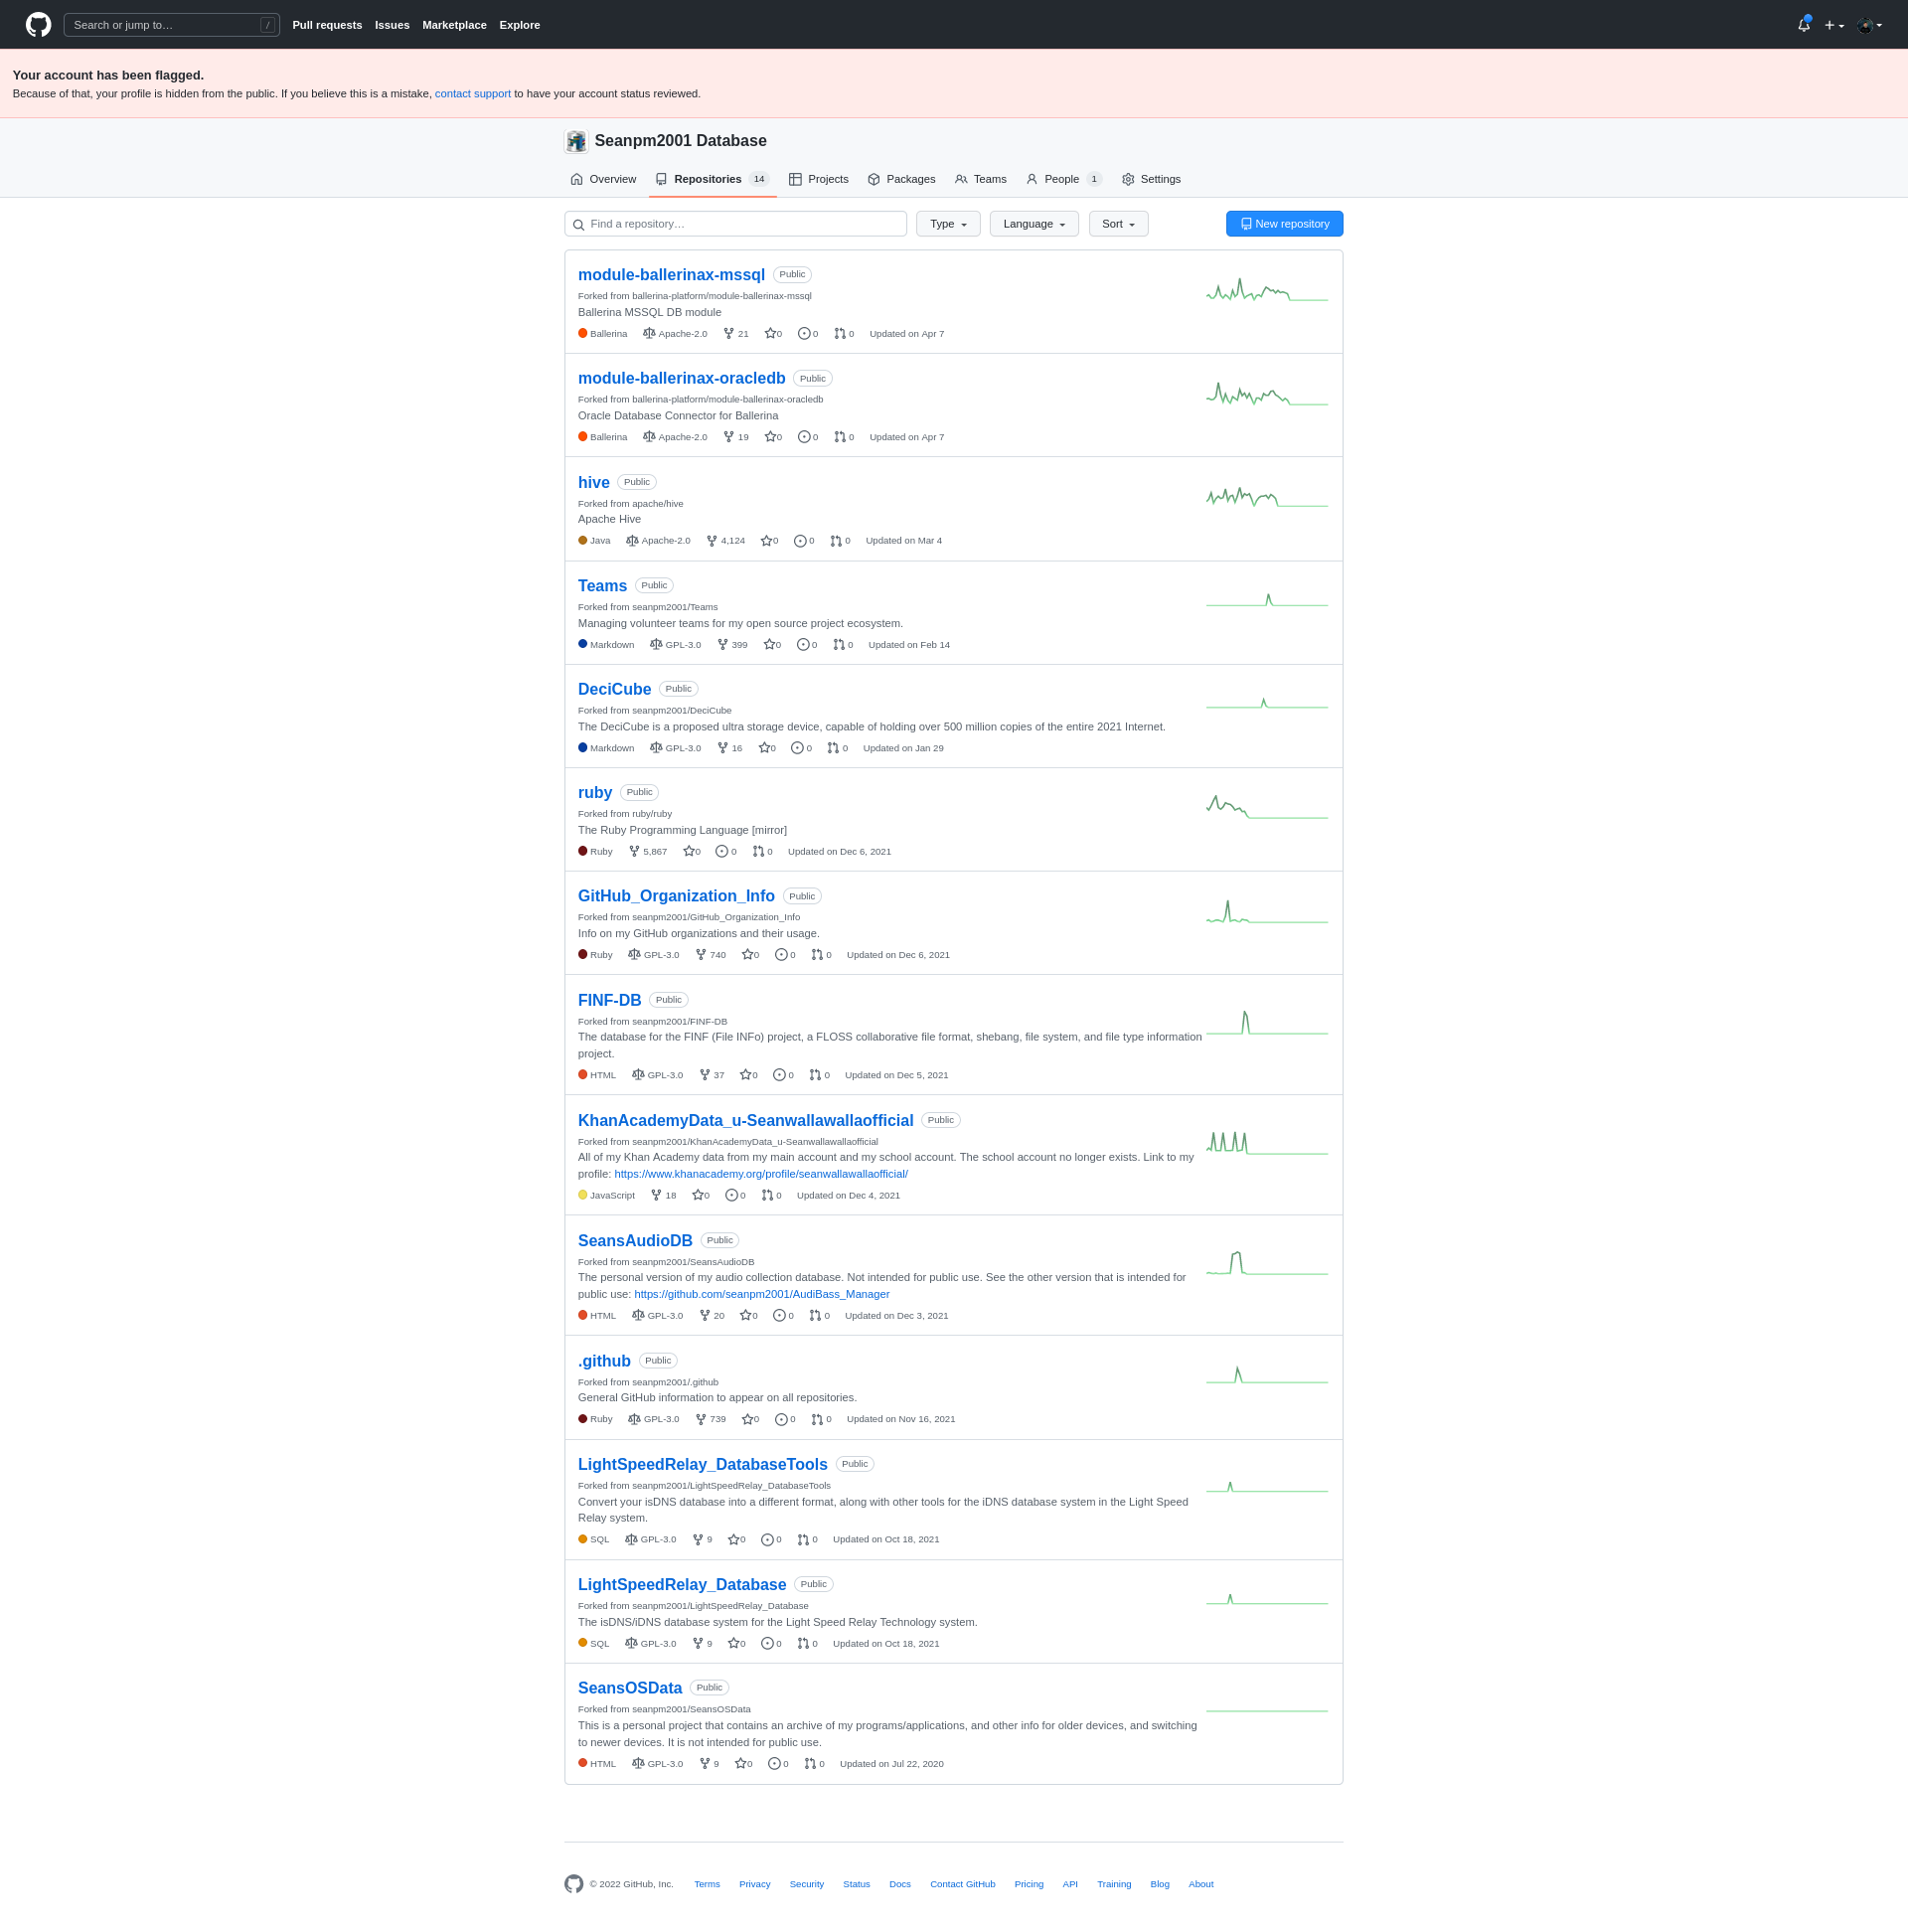 Search or jump to… /
Pull requests Issues Marketplace Explore
Your account has been flagged.
Because of that, your profile is hidden from the public. If you believe this is a mistake, contact support to have your account status reviewed.
Seanpm2001 Database
Overview Repositories 14 Projects Packages Teams People 1 Settings
Find a repository… Type Language Sort New repository
module-ballerinax-mssql Public
Forked from ballerina-platform/module-ballerinax-mssql
Ballerina MSSQL DB module
Ballerina Apache-2.0 21 0 0 0 Updated on Apr 7
module-ballerinax-oracledb Public
Forked from ballerina-platform/module-ballerinax-oracledb
Oracle Database Connector for Ballerina
Ballerina Apache-2.0 19 0 0 0 Updated on Apr 7
hive Public
Forked from apache/hive
Apache Hive
Java Apache-2.0 4,124 0 0 0 Updated on Mar 4
Teams Public
Forked from seanpm2001/Teams
Managing volunteer teams for my open source project ecosystem.
Markdown GPL-3.0 399 0 0 0 Updated on Feb 14
DeciCube Public
Forked from seanpm2001/DeciCube
The DeciCube is a proposed ultra storage device, capable of holding over 500 million copies of the entire 2021 Internet.
Markdown GPL-3.0 16 0 0 0 Updated on Jan 29
ruby Public
Forked from ruby/ruby
The Ruby Programming Language [mirror]
Ruby 5,867 0 0 0 Updated on Dec 6, 2021
GitHub_Organization_Info Public
Forked from seanpm2001/GitHub_Organization_Info
Info on my GitHub organizations and their usage.
Ruby GPL-3.0 740 0 0 0 Updated on Dec 6, 2021
FINF-DB Public
Forked from seanpm2001/FINF-DB
The database for the FINF (File INFo) project, a FLOSS collaborative file format, shebang, file system, and file type information
project.
HTML GPL-3.0 37 0 0 0 Updated on Dec 5, 2021
KhanAcademyData_u-Seanwallawallaofficial Public
Forked from seanpm2001/KhanAcademyData_u-Seanwallawallaofficial
All of my Khan Academy data from my main account and my school account. The school account no longer exists. Link to my
profile: https://www.khanacademy.org/profile/seanwallawallaofficial/
JavaScript 18 0 0 0 Updated on Dec 4, 2021
SeansAudioDB Public
Forked from seanpm2001/SeansAudioDB
The personal version of my audio collection database. Not intended for public use. See the other version that is intended for
public use: https://github.com/seanpm2001/AudiBass_Manager
HTML GPL-3.0 20 0 0 0 Updated on Dec 3, 2021
.github Public
Forked from seanpm2001/.github
General GitHub information to appear on all repositories.
Ruby GPL-3.0 739 0 0 0 Updated on Nov 16, 2021
LightSpeedRelay_DatabaseTools Public
Forked from seanpm2001/LightSpeedRelay_DatabaseTools
Convert your isDNS database into a different format, along with other tools for the iDNS database system in the Light Speed
Relay system.
SQL GPL-3.0 9 0 0 0 Updated on Oct 18, 2021
LightSpeedRelay_Database Public
Forked from seanpm2001/LightSpeedRelay_Database
The isDNS/iDNS database system for the Light Speed Relay Technology system.
SQL GPL-3.0 9 0 0 0 Updated on Oct 18, 2021
SeansOSData Public
Forked from seanpm2001/SeansOSData
This is a personal project that contains an archive of my programs/applications, and other info for older devices, and switching
to newer devices. It is not intended for public use.
HTML GPL-3.0 9 0 0 0 Updated on Jul 22, 2020
© 2022 GitHub, Inc. Terms Privacy Security Status Docs Contact GitHub Pricing API Training Blog About